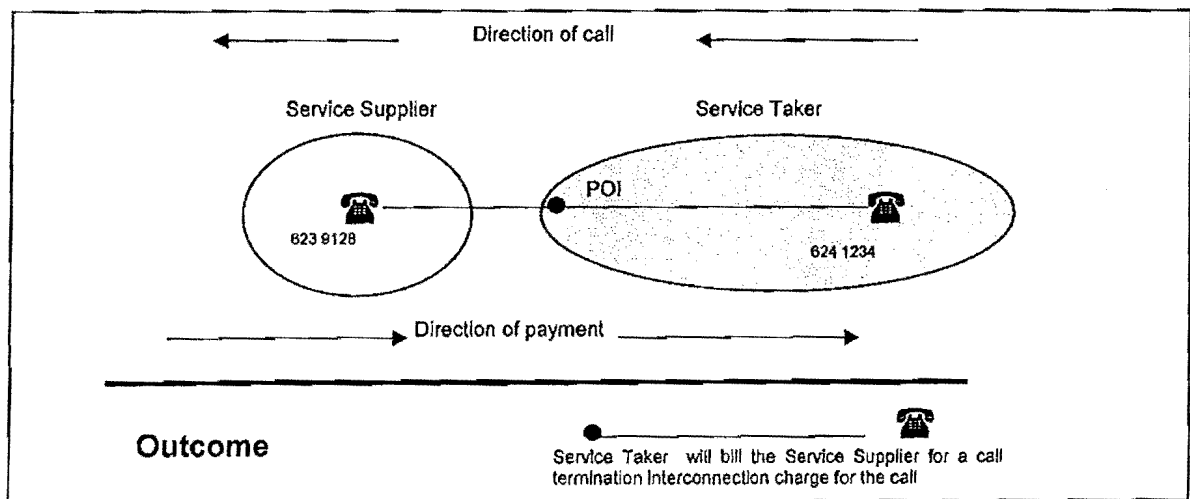 Direction of call
Service Supplier
Service Taker
POI
623 9128
624 1234
Direction of payment
Outcome
Service Taker will bill the Service Supplier for a call
termination interconnection charge for the call